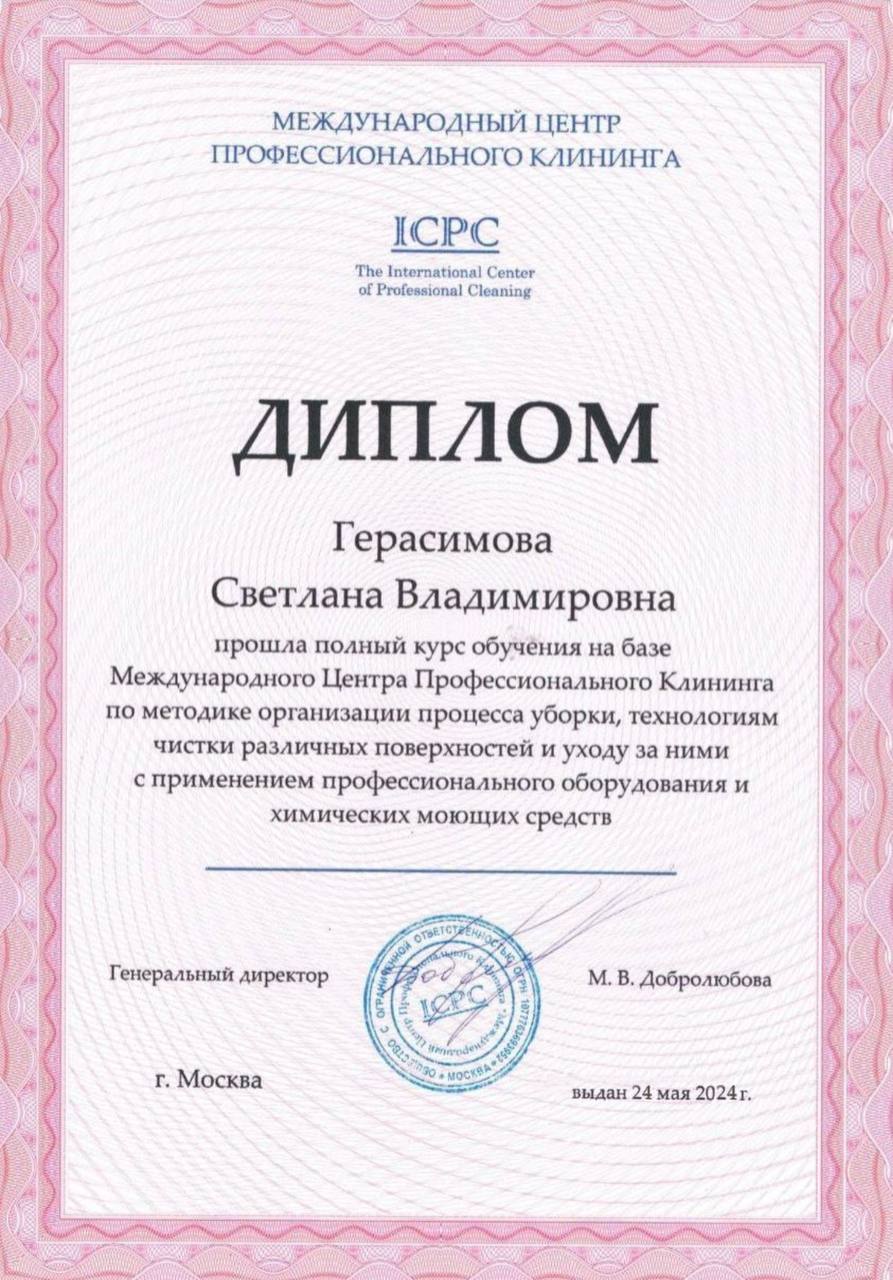 МЕЖДУНАРОДНЫЙ ЦЕНТР
ПРОФЕССИОНАЛЬНОГО КЛИНИНГА
ICPC
The International Center
of Professional Cleaning
ДИПЛОМ
Герасимова
Светлана Владимировна
прошла полный курс обучения на базе
Международного Центра Профессионального Клининга
по методике организации процесса уборки, технологиям
чистки различных поверхностей и уходу за ними
с применением профессионального оборудования и
химических моющих средств
Генеральный директор
ОБЩЕСТВО С ОГРАНИЧЕННОЙ ОТВЕТСТВЕННОСТЬЮ ОГРН
МОСКВА
"Международный Центр Профессионального Клининга"
ICPC
М. В. Добролюбова
г. Москва
выдан 24 мая 2024 г.